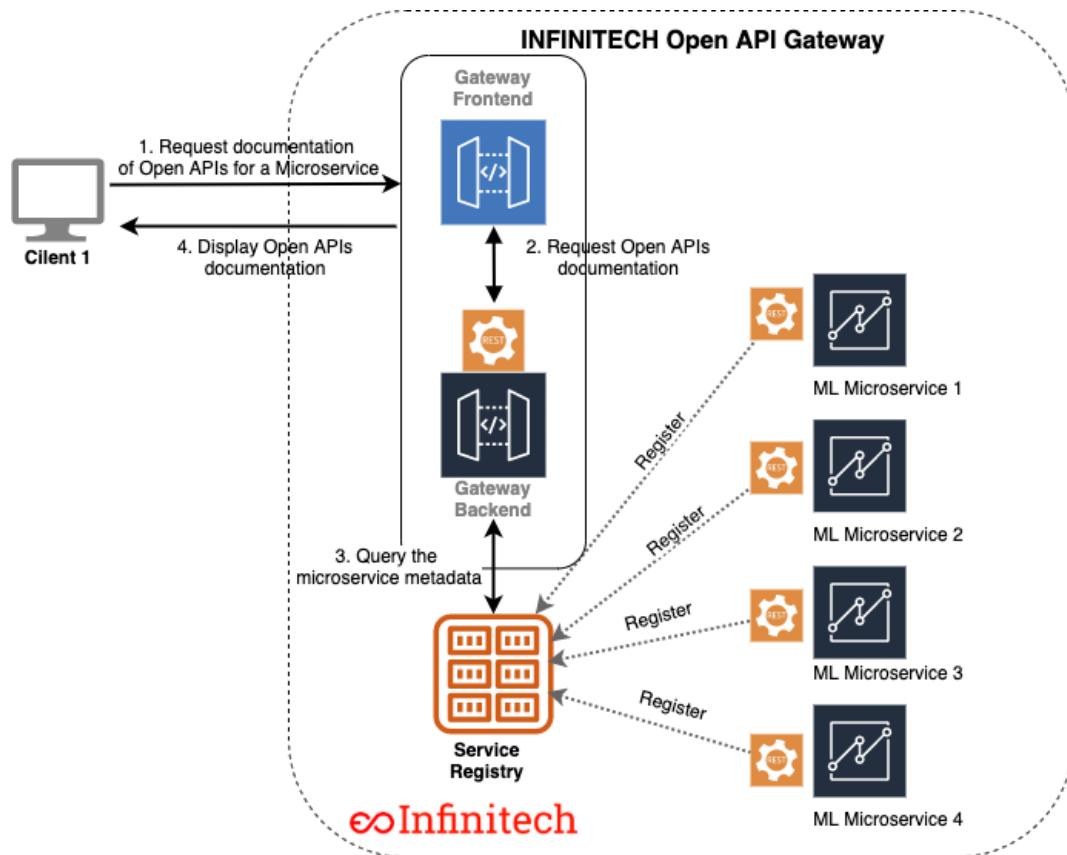 INFINITECH Open API Gateway
Gateway
Frontend
</>
1. Request documentation
of Open APIs for a Microservice
Cilent 1
4. Display Open APIs
documentation
2. Request Open APIs
documentation
REST
</>
Gateway
Backend
3. Query the
microservice metadata
Service
Registry
REST
ML Microservice 1
Register
REST
ML Microservice 2
Register
REST
ML Microservice 3
Register
REST
ML Microservice 4
Register
Infinitech